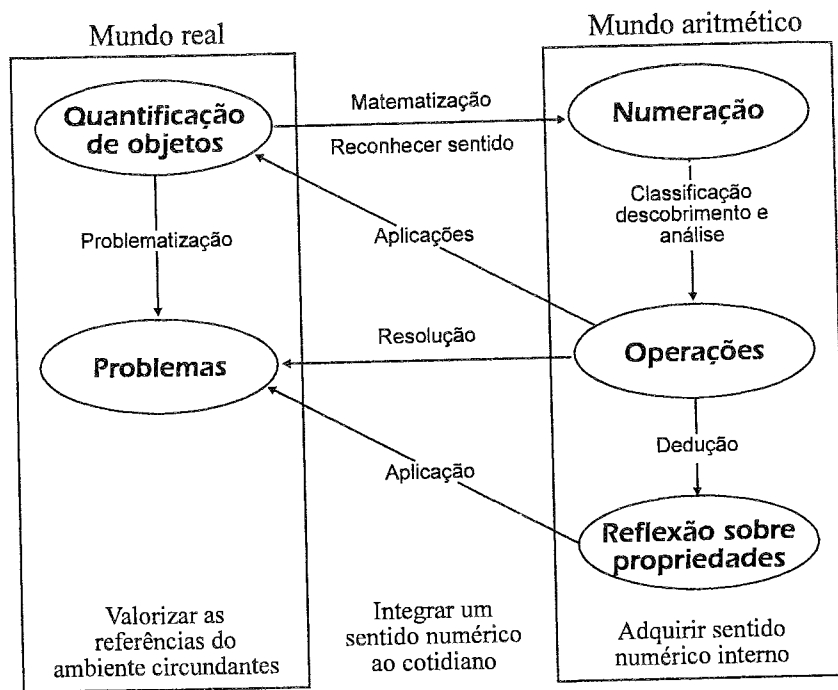 Mundo real
Mundo aritmético
Quantificação
de objetos
Matematização
Reconhecer sentido
Numeração
Problematização
Aplicações
Classificação
descobrimento e
análise
Problemas
Resolução
Operações
Aplicação
Dedução
Reflexão sobre
propriedades
Valorizar as
referências do
ambiente circundantes
Integrar um
sentido numérico
ao cotidiano
Adquirir sentido
numérico interno